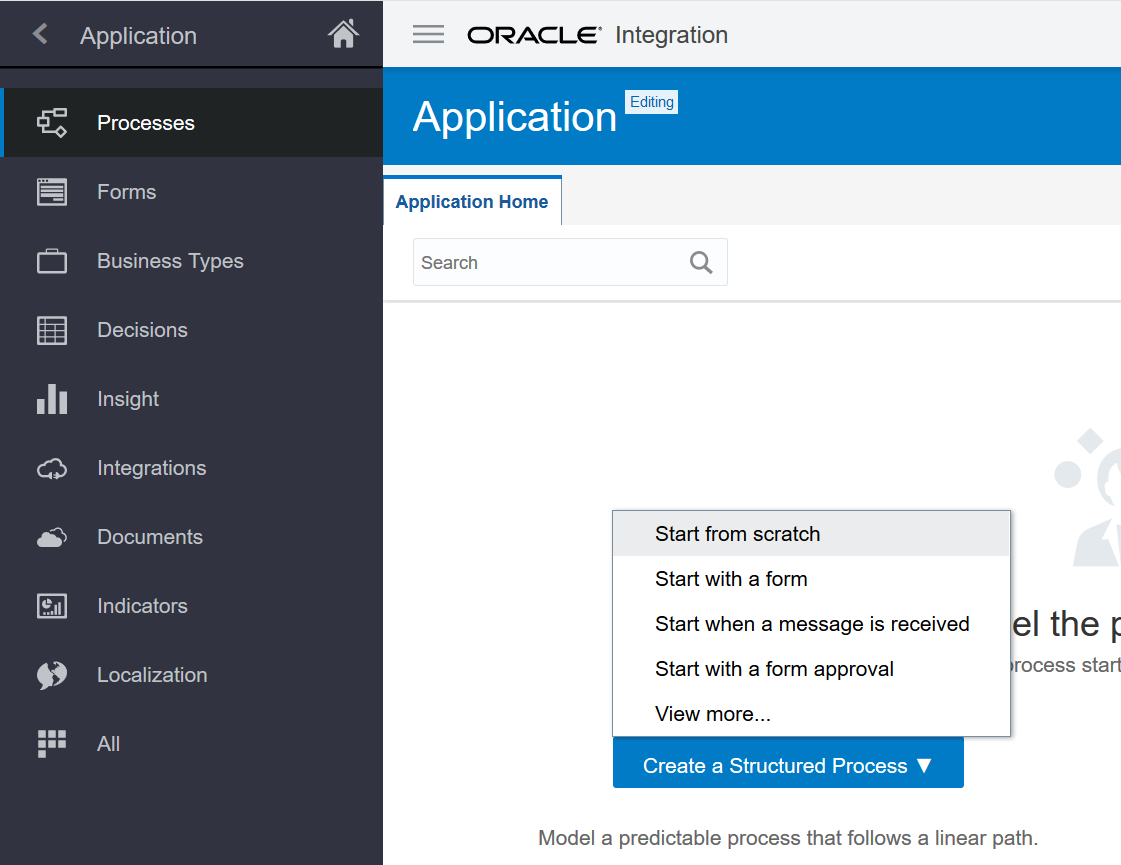 Application
ORACLE Integration
Processes
Forms
Business Types
Decisions
Insight
Integrations
Documents
Indicators
Localization
All
Application Editing
Application Home
Search
Start from scratch
Start with a form
Start when a message is received
Start with a form approval
View more...
the
start
Create a Structured Process ▼
Model a predictable process that follows a linear path.